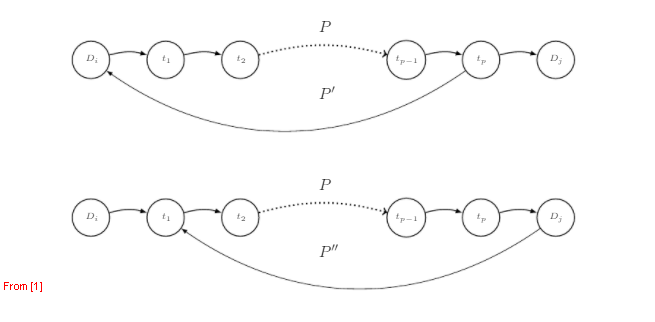 P
D_i t_1 t_2 t_{p-1} t_p D_j
P′
P
D_i t_1 t_2 t_{p-1} t_p D_j
P″
From [1]